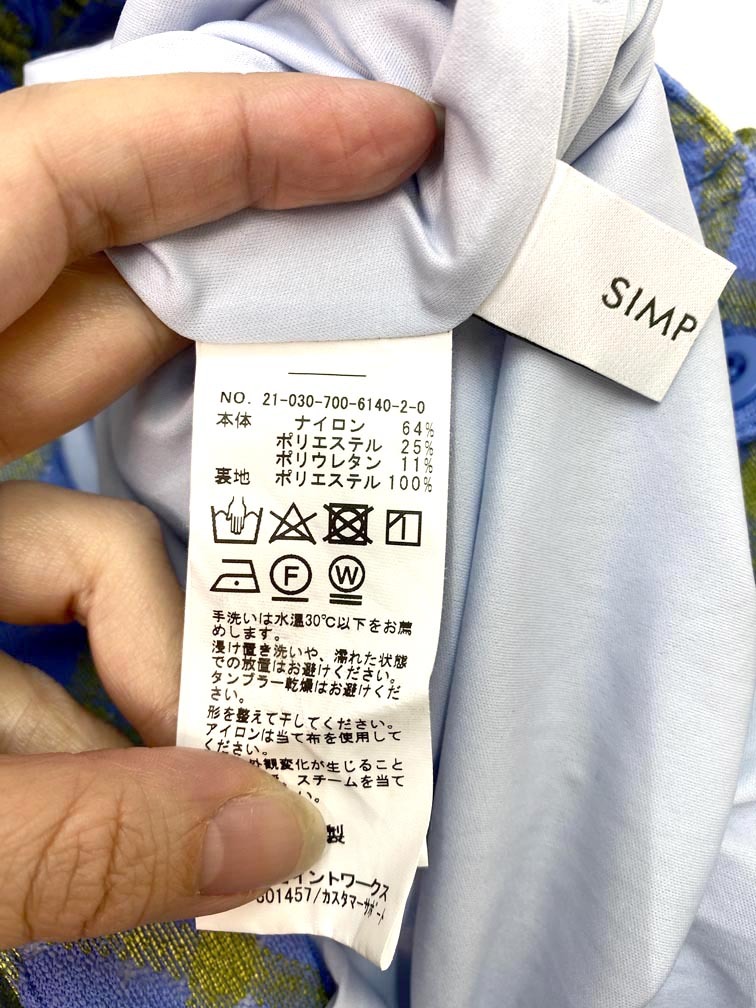 SIMP
NO. 21-030-700-6140-2-0
本体 ナイロン 64%
ポリエステル 25%
ポリウレタン 11%
裏地 ポリエステル 100%
F W
手洗いは水温30℃以下をお薦
めします。
浸け置き洗いや、濡れた状態
での放置はお避けください。
タンブラー乾燥はお避けくだ
さい。
形を整えて干してください。
アイロンは当て布を使用して
ください。
外観変化が生じること
スチームを当て
い。
製
イントワークス
601457/カスタマーサポート